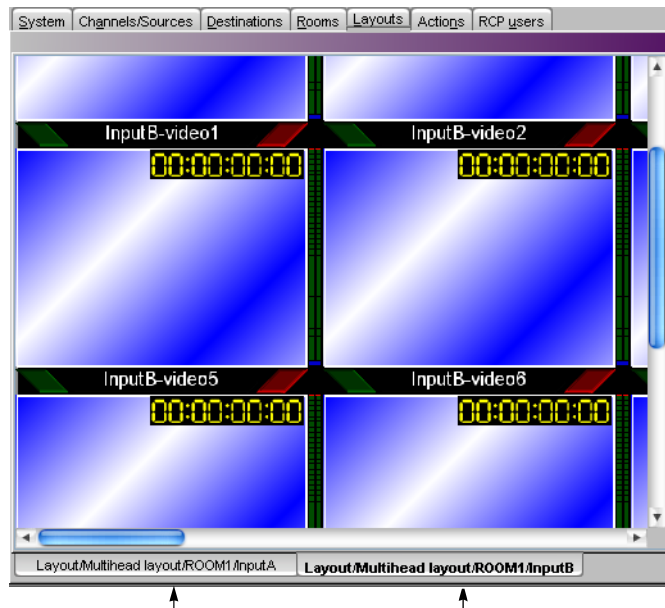 System Channels/Sources Destinations Rooms Layouts Actions RCP users
InputB-video1 InputB-video2
00:00:00:00 00:00:00:00
InputB-video5 InputB-video6
00:00:00:00 00:00:00:00
Layout/Multihead layout/ROOM1/InputA Layout/Multihead layout/ROOM1/InputB